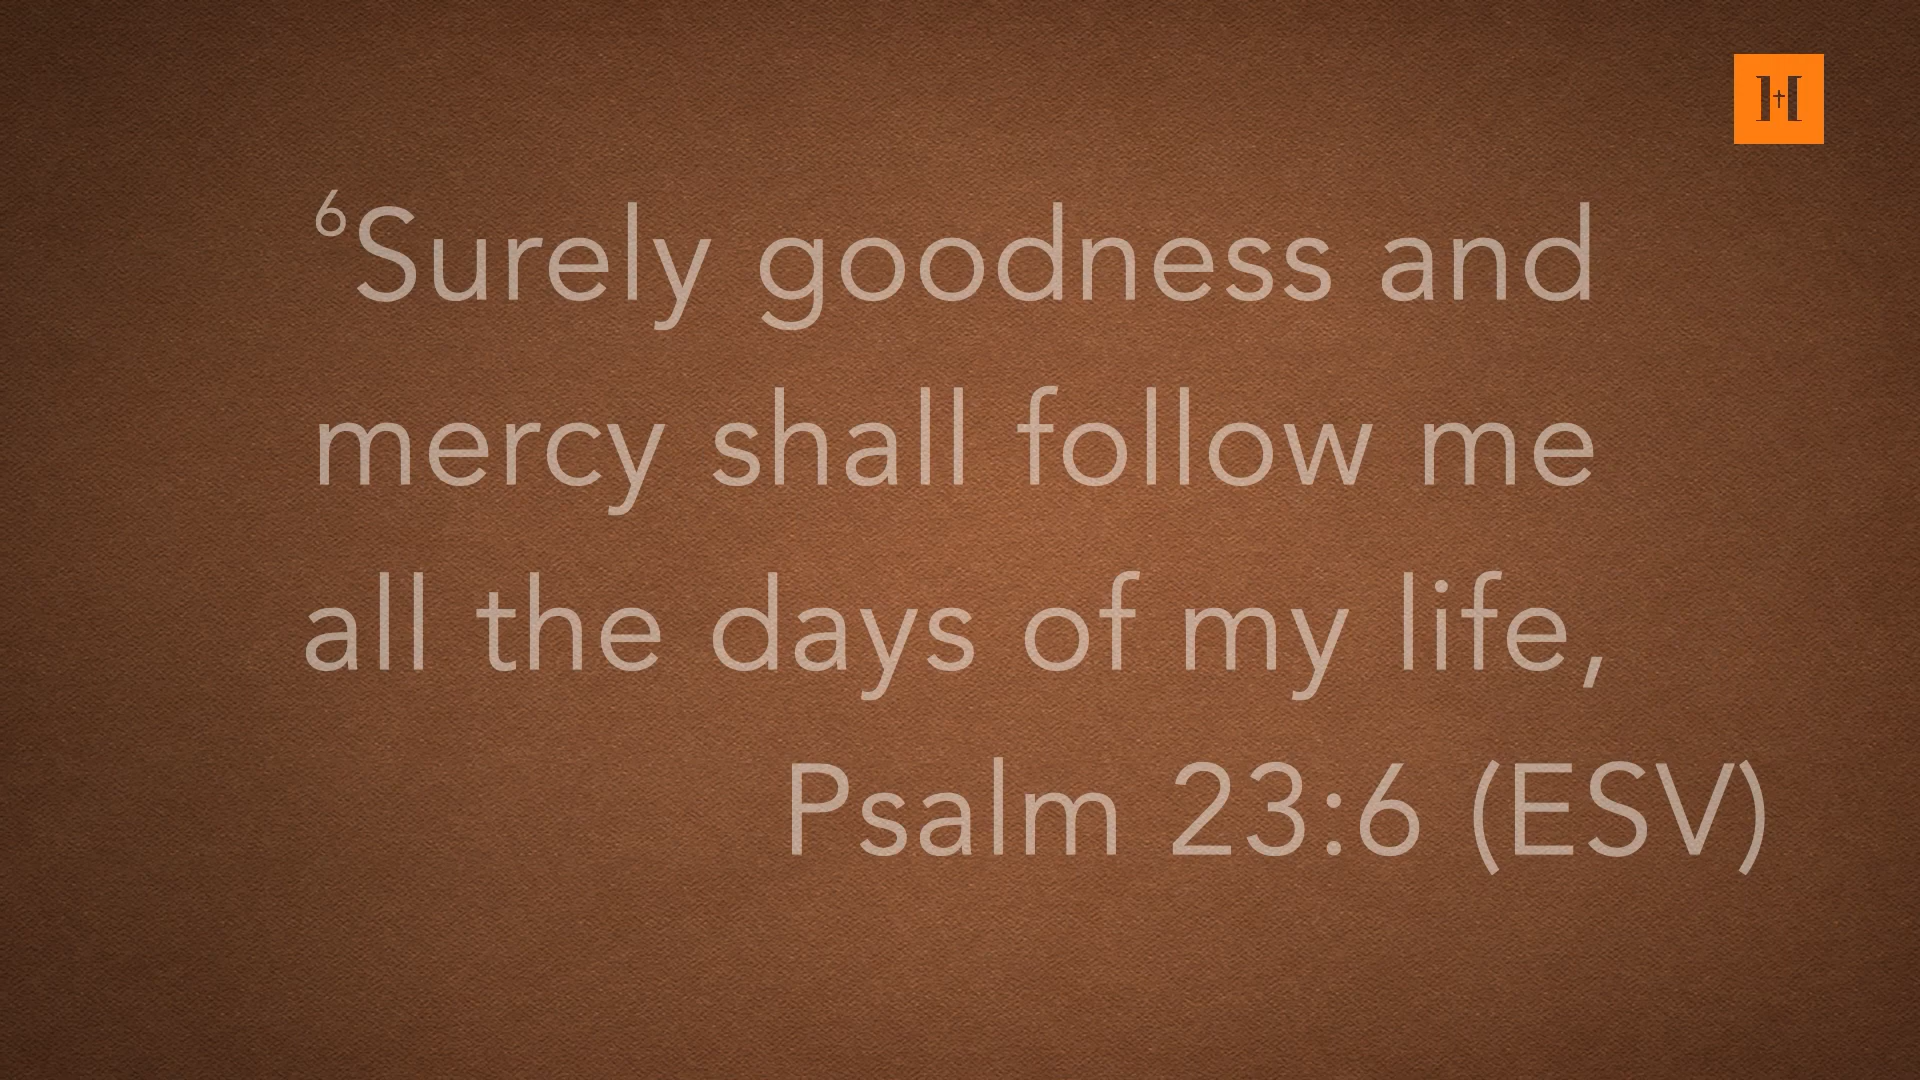 H
⁶Surely goodness and
mercy shall follow me
all the days of my life,
Psalm 23:6 (ESV)